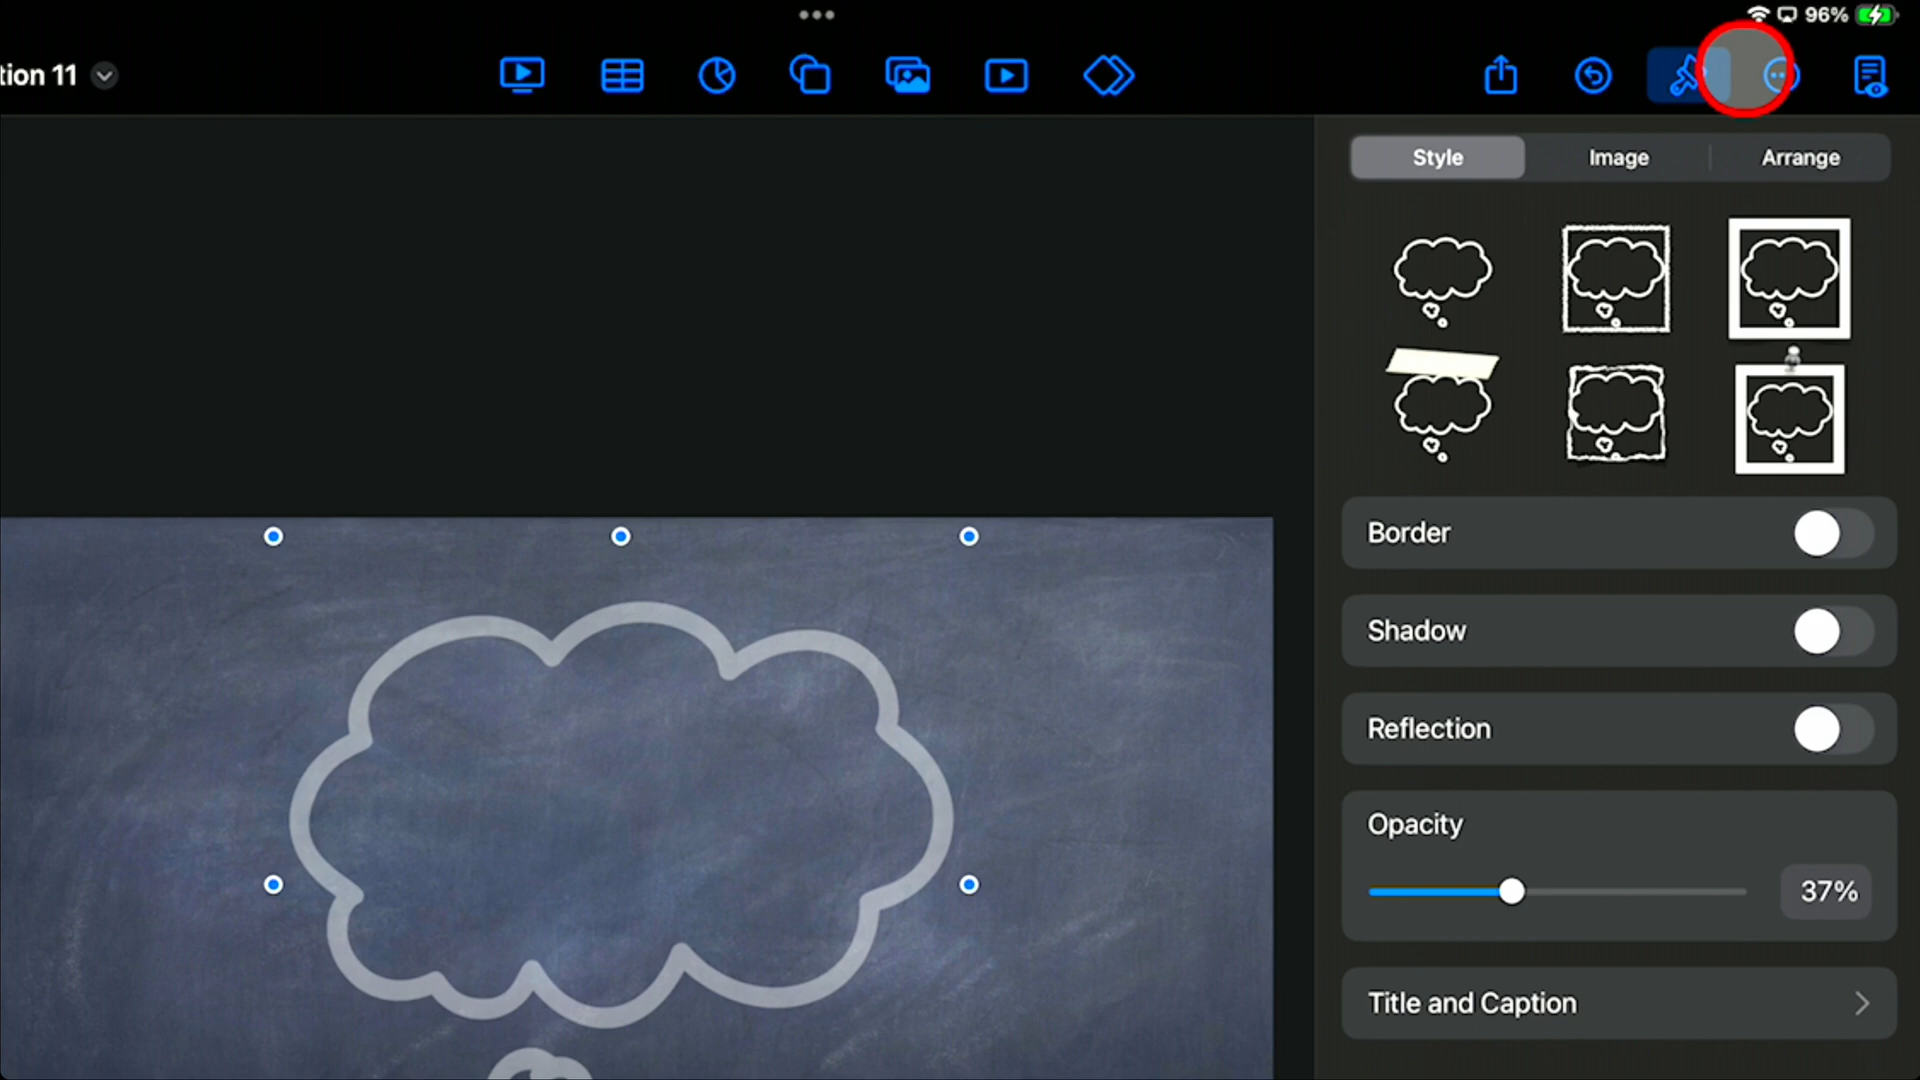 96%
tion 11
Style
Image
Arrange
Border
Shadow
Reflection
Opacity
37%
Title and Caption